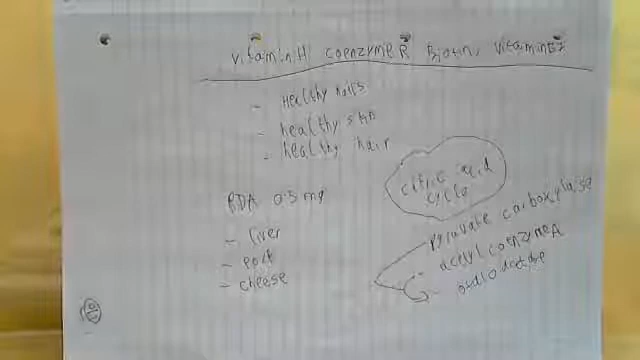 vitamin H coenzyme R Biotin, vitamin B7
- Healthy nails
- healthy skin
- healthy hair
citric acid
cycle
RDA 0.3 mg
- liver
- pork
- cheese
pyruvate carboxylase
- acetyl coenzyme A
- oxaloacetate